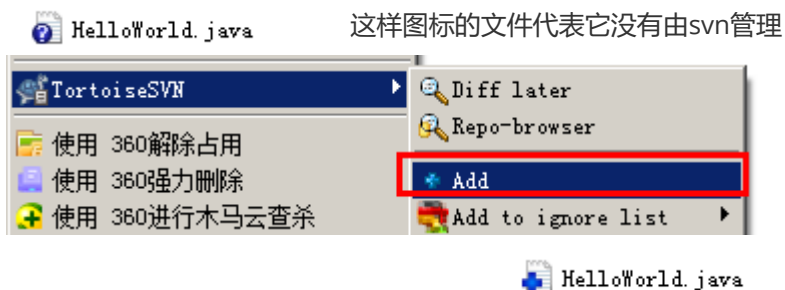 HelloWorld.java 这样图标的文件代表它没有由svn管理
TortoiseSVN
Diff later
Repo-browser
使用 360解除占用
使用 360强力删除
Add
使用 360进行木马云查杀
Add to ignore list
HelloWorld.java